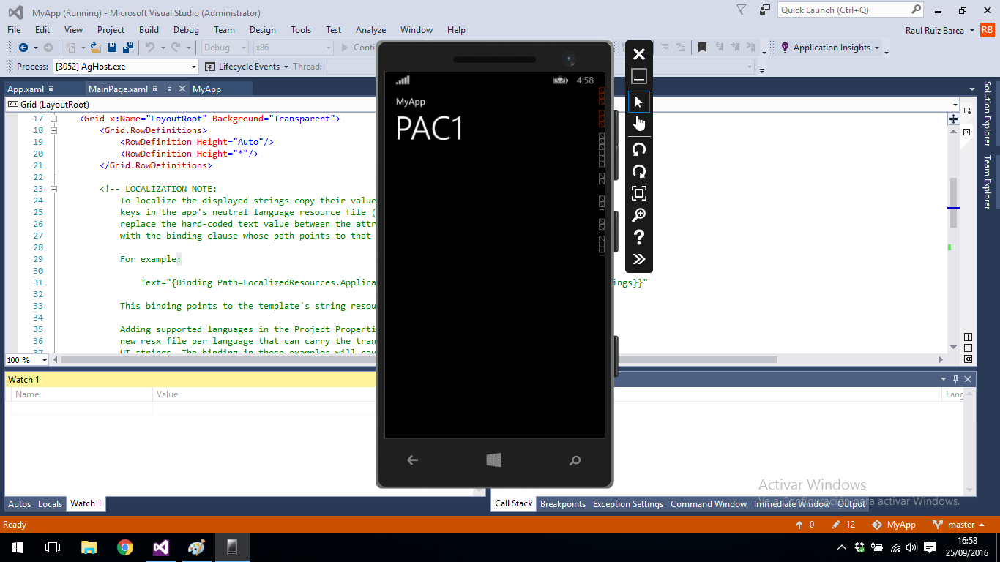 MyApp (Running) - Microsoft Visual Studio (Administrator)
Quick Launch (Ctrl+Q)
File Edit View Project Build Debug Team Design Tools Test Analyze Window Help
Raul Ruiz Barea RB
Debug x86 Application Insights
Process: [3052] AgHost.exe Lifecycle Events Thread:
App.xaml MainPage.xaml MyApp
Grid (LayoutRoot)
17 <Grid x:Name="LayoutRoot" Background="Transparent">
18 <Grid.RowDefinitions>
19 <RowDefinition Height="Auto"/>
20 <RowDefinition Height="*"/>
21 </Grid.RowDefinitions>
22
23 <!-- LOCALIZATION NOTE:
24 To localize the displayed strings copy their value
25 keys in the app's neutral language resource file (
26 replace the hard-coded text value between the attr
27 with the binding clause whose path points to that
28
29 For example:
30
31 Text="{Binding Path=LocalizedResources.Applica ngs}}"
32
33 This binding points to the template's string resou
34
35 Adding supported languages in the Project Properti
36 new resx file per language that can carry the tran
37 UI strings. The binding in these examples will cau
100 %
4:58
MyApp
PAC1
?
Solution Explorer
Team Explorer
Watch 1
Name Value
Lang
Autos Locals Watch 1
Call Stack Breakpoints Exception Settings Command Window Immediate Window Output
Activar Windows
Ve a Configuración para activar Windows.
Ready
0 12 MyApp master
16:58
25/09/2016